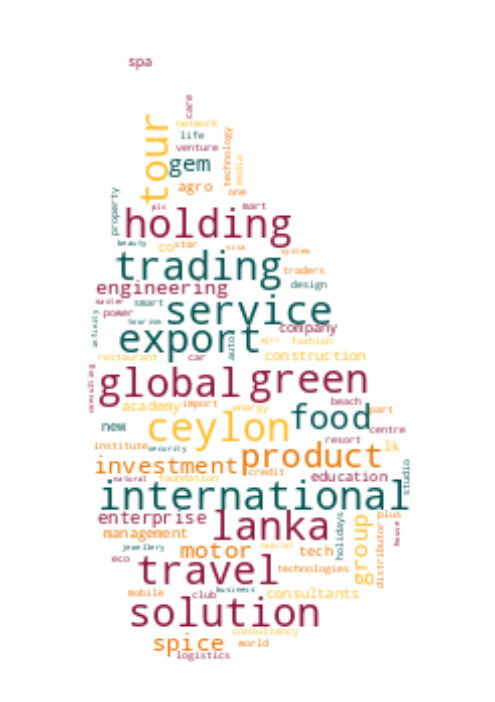 spa
care
tour
network
life
venture
technology
media
gem
agro
one
property
plc
mart
holding
beauty
costar
visa
system
trading
traders
engineering
design
master
smart
service
power
tourism
company
infinity
export
auto
agri
fashion
restaurant
car
construction
consulting
global
green
beach
academy
import
energy
food
part
new
ceylon
centre
resort
institute
security
product
lk
investment
credit
education
natural
foundation
studio
international
enterprise
lanka
group
plus
holidays
distributor
house
management
jewellery
motor
capital
tech
eco
travel
technologies
mobile
club
business
consultants
solution
consultancy
spice
world
logistics